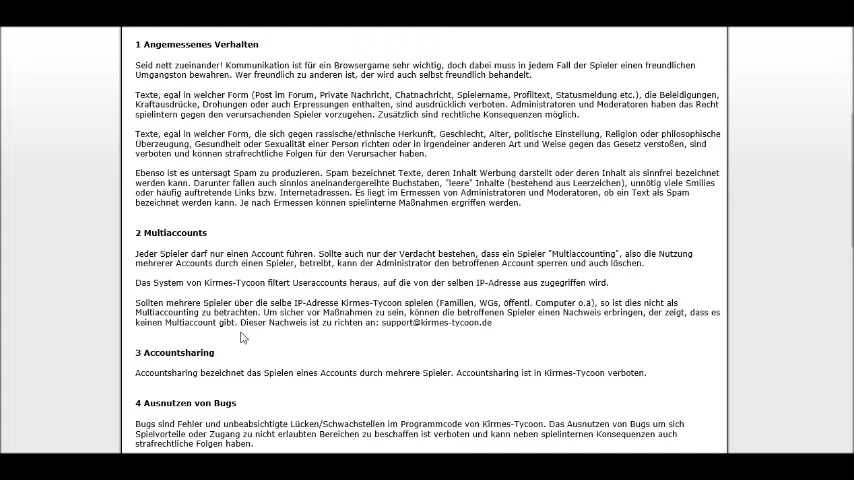 1 Angemessenes Verhalten
Seid nett zueinander! Kommunikation ist für ein Browsergame sehr wichtig, doch dabei muss in jedem Fall der Spieler einen freundlichen
Umgangston bewahren. Wer freundlich zu anderen ist, der wird auch selbst freundlich behandelt.
Texte, egal in welcher Form (Post im Forum, Private Nachricht, Chatnachricht, Spielername, Profiltext, Statusmeldung etc.), die Beleidigungen,
Kraftausdrücke, Drohungen oder auch Erpressungen enthalten, sind ausdrücklich verboten. Administratoren und Moderatoren haben das Recht
spielintern gegen den verursachenden Spieler vorzugehen. Zusätzlich sind rechtliche Konsequenzen möglich.
Texte, egal in welcher Form, die sich gegen rassische/ethnische Herkunft, Geschlecht, Alter, politische Einstellung, Religion oder philosophische
Überzeugung, Gesundheit oder Sexualität einer Person richten oder in irgendeiner anderen Art und Weise gegen das Gesetz verstoßen, sind
verboten und können strafrechtliche Folgen für den Verursacher haben.
Ebenso ist es untersagt Spam zu produzieren. Spam bezeichnet Texte, deren Inhalt Werbung darstellt oder deren Inhalt als sinnfrei bezeichnet
werden kann. Darunter fallen auch sinnlos aneinandergereihte Buchstaben, "leere" Inhalte (bestehend aus Leerzeichen), unnötig viele Smilies
oder häufig auftretende Links bzw. Internetadressen. Es liegt im Ermessen von Administratoren und Moderatoren, ob ein Text als Spam
bezeichnet werden kann. Je nach Ermessen können spielinterne Maßnahmen ergriffen werden.
2 Multiaccounts
Jeder Spieler darf nur einen Account führen. Sollte auch nur der Verdacht bestehen, dass ein Spieler "Multiaccounting", also die Nutzung
mehrerer Accounts durch einen Spieler, betreibt, kann der Administrator den betroffenen Account sperren und auch löschen.
Das System von Kirmes-Tycoon filtert Useraccounts heraus, auf die von der selben IP-Adresse aus zugegriffen wird.
Sollten mehrere Spieler über die selbe IP-Adresse Kirmes-Tycoon spielen (Familien, WGs, öffentl. Computer o.ä), so ist dies nicht als
Multiaccounting zu betrachten. Um sicher vor Maßnahmen zu sein, können die betroffenen Spieler einen Nachweis erbringen, der zeigt, dass es
keinen Multiaccount gibt. Dieser Nachweis ist zu richten an: support@kirmes-tycoon.de
3 Accountsharing
Accountsharing bezeichnet das Spielen eines Accounts durch mehrere Spieler. Accountsharing ist in Kirmes-Tycoon verboten.
4 Ausnutzen von Bugs
Bugs sind Fehler und unbeabsichtigte Lücken/Schwachstellen im Programmcode von Kirmes-Tycoon. Das Ausnutzen von Bugs um sich
Spielvorteile oder Zugang zu nicht erlaubten Bereichen zu beschaffen ist verboten und kann neben spielinternen Konsequenzen auch
strafrechtliche Folgen haben.